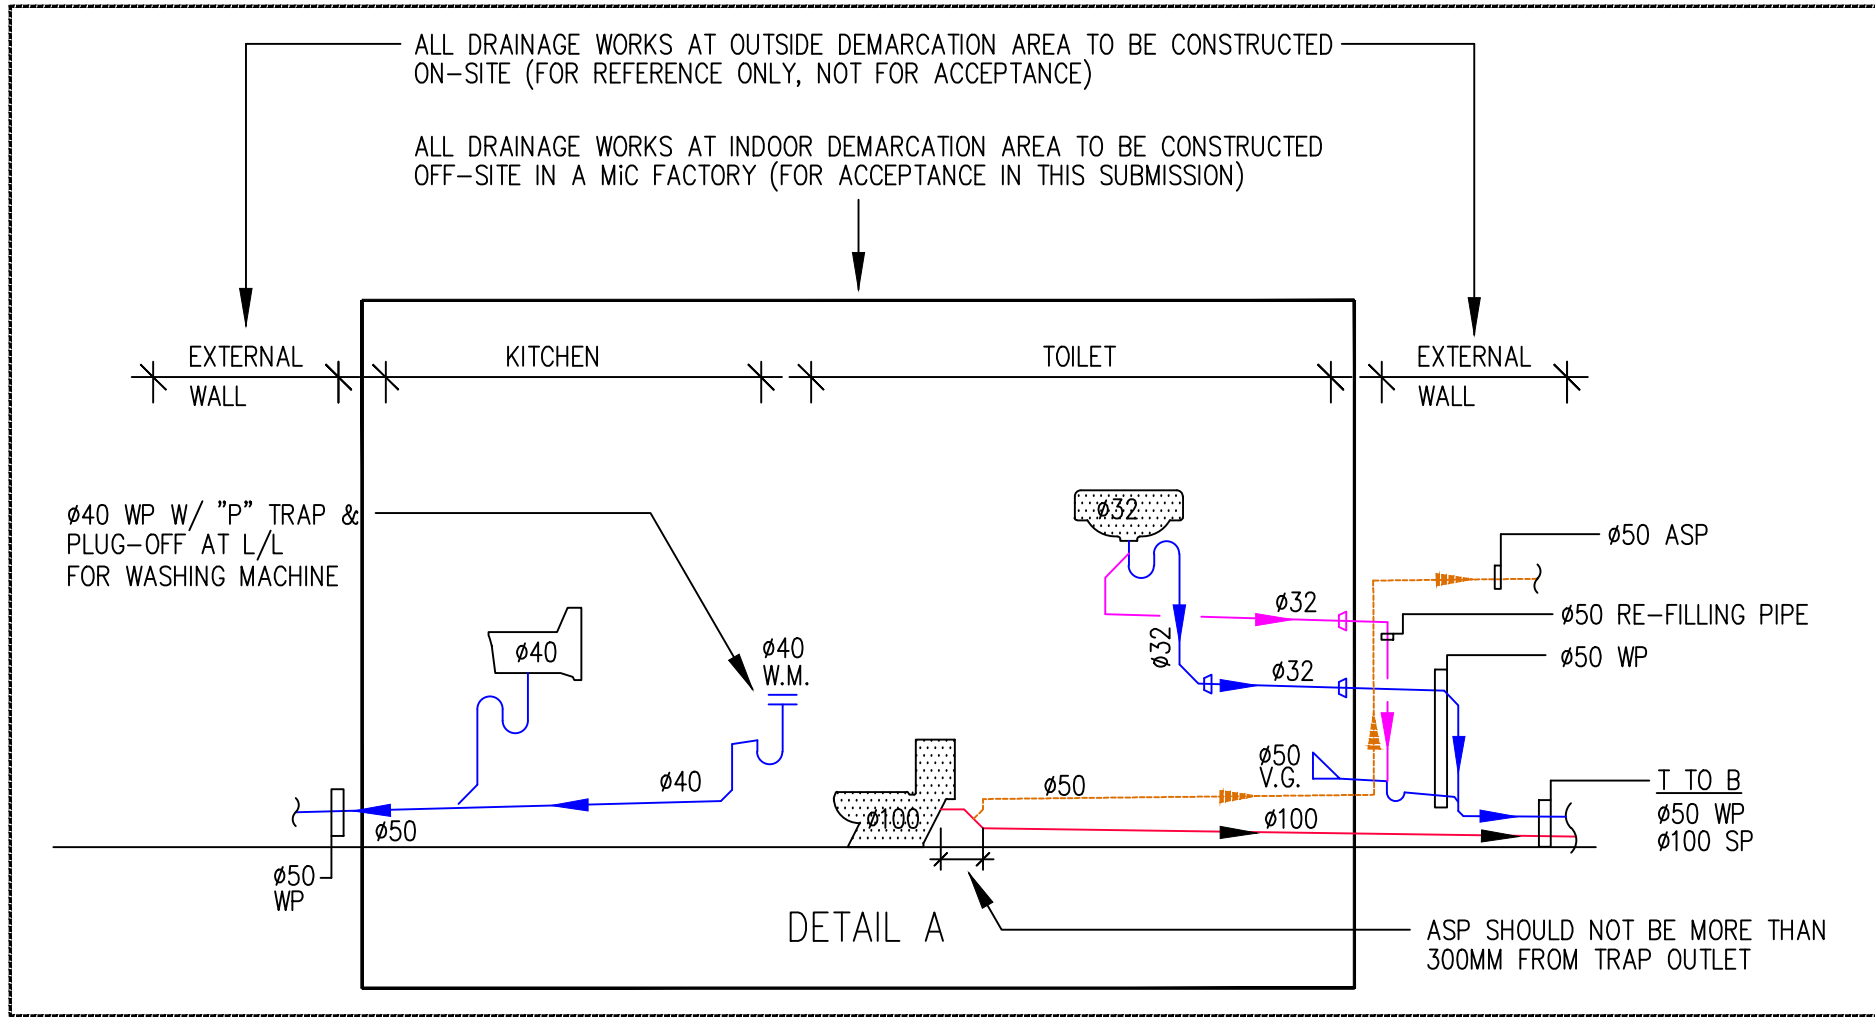 ALL DRAINAGE WORKS AT OUTSIDE DEMARCATION AREA TO BE CONSTRUCTED
ON-SITE (FOR REFERENCE ONLY, NOT FOR ACCEPTANCE)
ALL DRAINAGE WORKS AT INDOOR DEMARCATION AREA TO BE CONSTRUCTED
OFF-SITE IN A MiC FACTORY (FOR ACCEPTANCE IN THIS SUBMISSION)
EXTERNAL
WALL
KITCHEN
TOILET
EXTERNAL
WALL
ø40 WP W/ "P" TRAP &
PLUG-OFF AT L/L
FOR WASHING MACHINE
ø32
ø50 ASP
ø32
ø50 RE-FILLING PIPE
ø40
ø40
W.M.
ø32
ø32
ø50 WP
ø50
V.G.
ø40
ø50
T TO B
ø50 WP
ø100 SP
ø50
ø100
ø100
ø50
WP
DETAIL A
ASP SHOULD NOT BE MORE THAN
300MM FROM TRAP OUTLET